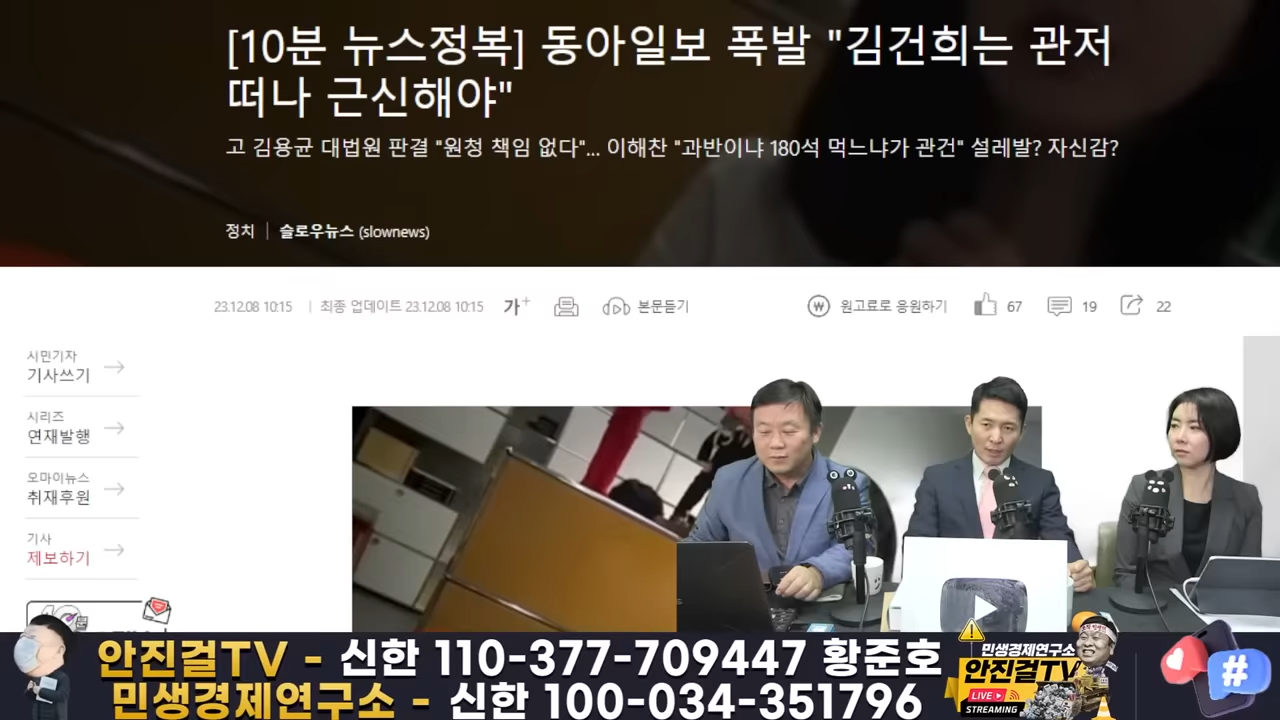 [10분 뉴스정복] 동아일보 폭발 "김건희는 관저
떠나 근신해야"
고 김용균 대법원 판결 "원청 책임 없다"... 이해찬 "과반이냐 180석 먹느냐가 관건" 설레발? 자신감?
정치 | 슬로우뉴스 (slownews)
23.12.08 10:15 | 최종 업데이트 23.12.08 10:15 가+ 본문듣기 원고료로 응원하기 67 19 22
시민기자
기사쓰기
시리즈
연재발행
오마이뉴스
취재후원
기사
제보하기
안진걸TV - 신한 110-377-709447 황준호
민생경제연구소 - 신한 100-034-351796
민생경제연구소
안진걸TV
LIVE
STREAMING
#